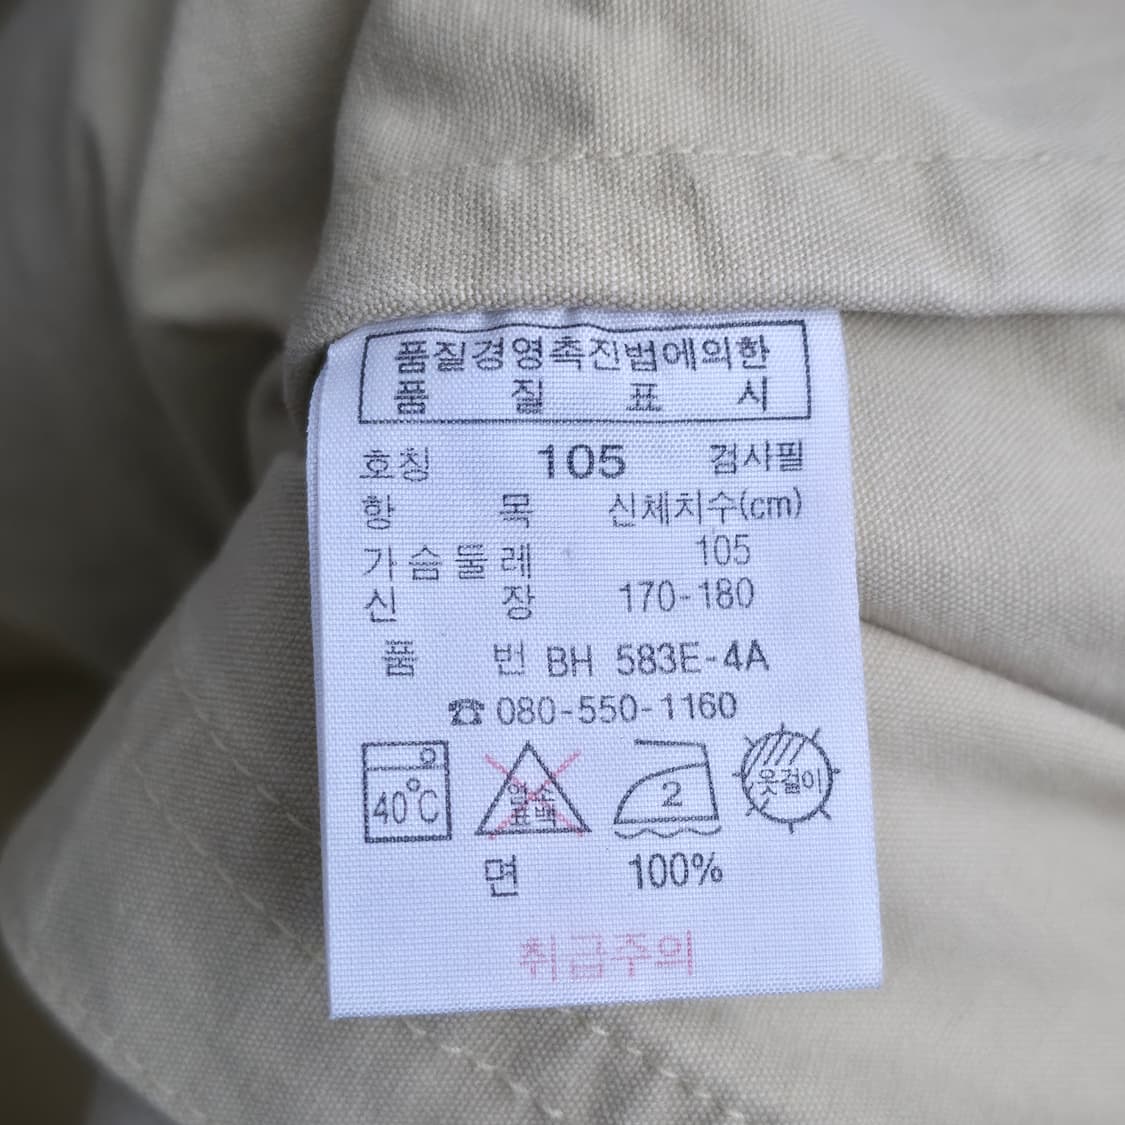 품질경영촉진법에의한
품 질 표 시
호칭 105 검사필
항 목 신체치수(cm)
가슴둘레 105
신 장 170-180
품 번 BH 583E-4A
☎ 080-550-1160
40°C 염소 표백 2 옷걸이
면 100%
취급주의